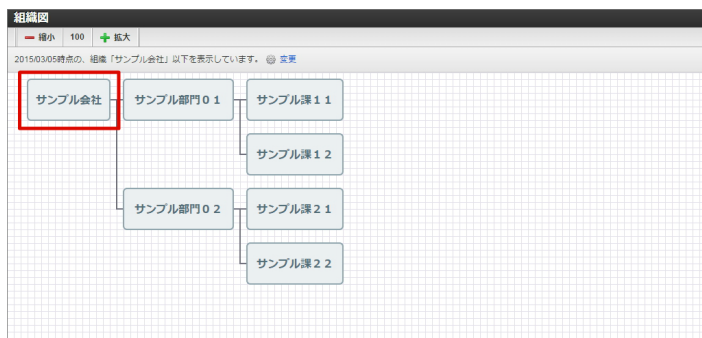 組織図
縮小 100 拡大
2015/03/05時点の、組織「サンプル会社」以下を表示しています。 変更
サンプル会社 サンプル部門０１ サンプル課１１
サンプル課１２
サンプル部門０２ サンプル課２１
サンプル課２２